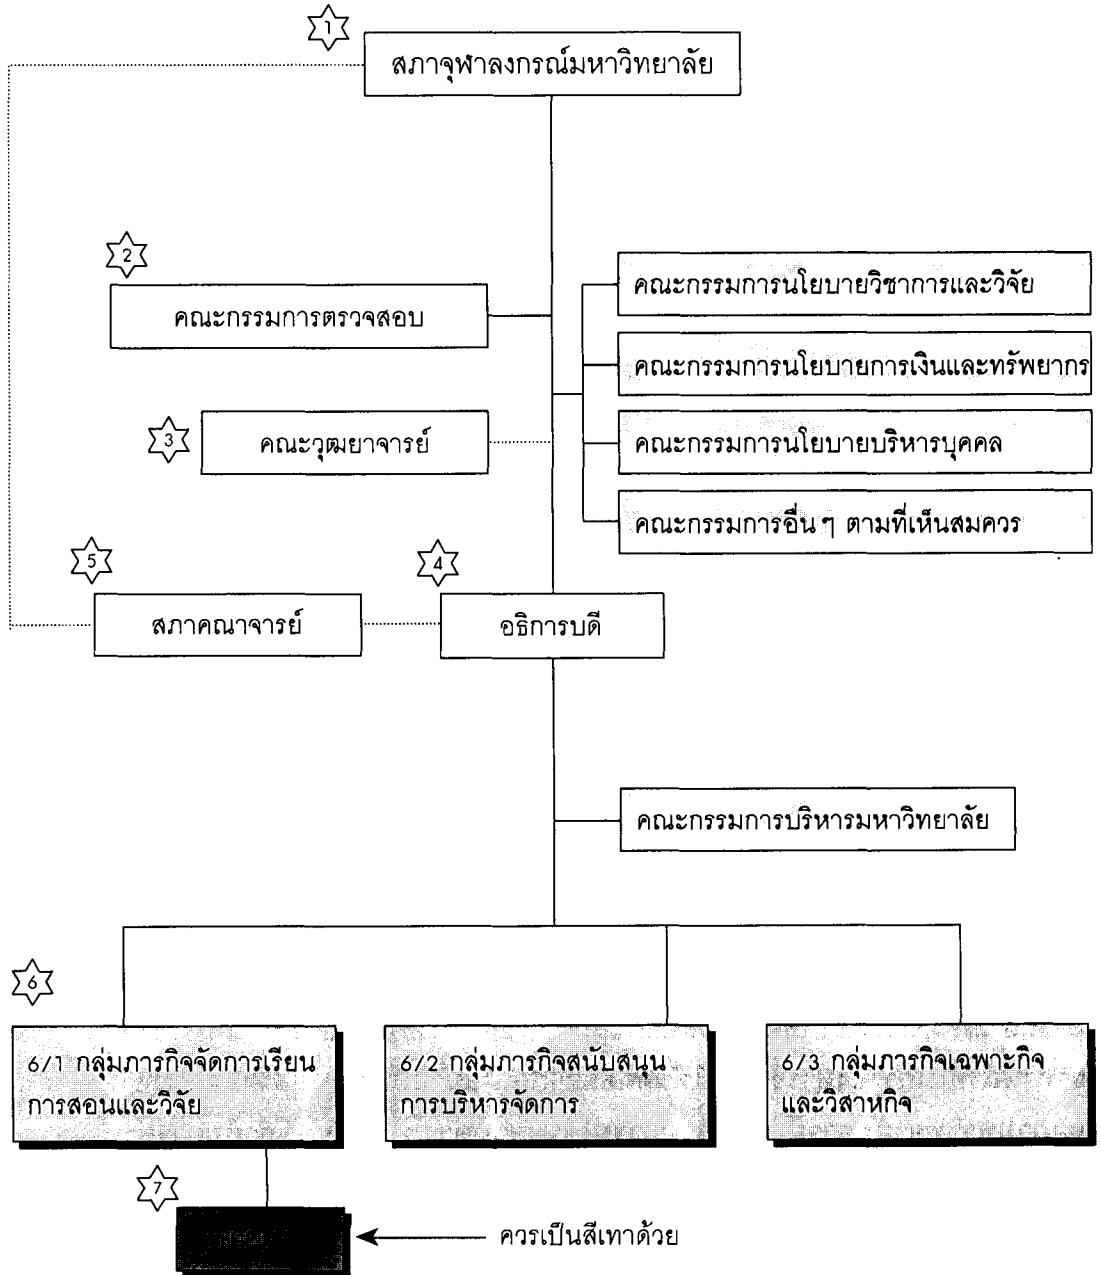 1
สภาจุฬาลงกรณ์มหาวิทยาลัย
2
คณะกรรมการตรวจสอบ
คณะกรรมการนโยบายวิชาการและวิจัย
คณะกรรมการนโยบายการเงินและทรัพยากร
3
คณะวุฒยาจารย์
คณะกรรมการนโยบายบริหารบุคคล
คณะกรรมการอื่น ๆ ตามที่เห็นสมควร
5
สภาคณาจารย์
4
อธิการบดี
คณะกรรมการบริหารมหาวิทยาลัย
6
6/1 กลุ่มภารกิจจัดการเรียน
การสอนและวิจัย
6/2 กลุ่มภารกิจสนับสนุน
การบริหารจัดการ
6/3 กลุ่มภารกิจเฉพาะกิจ
และวิสาหกิจ
7
ควรเป็นสีเทาด้วย